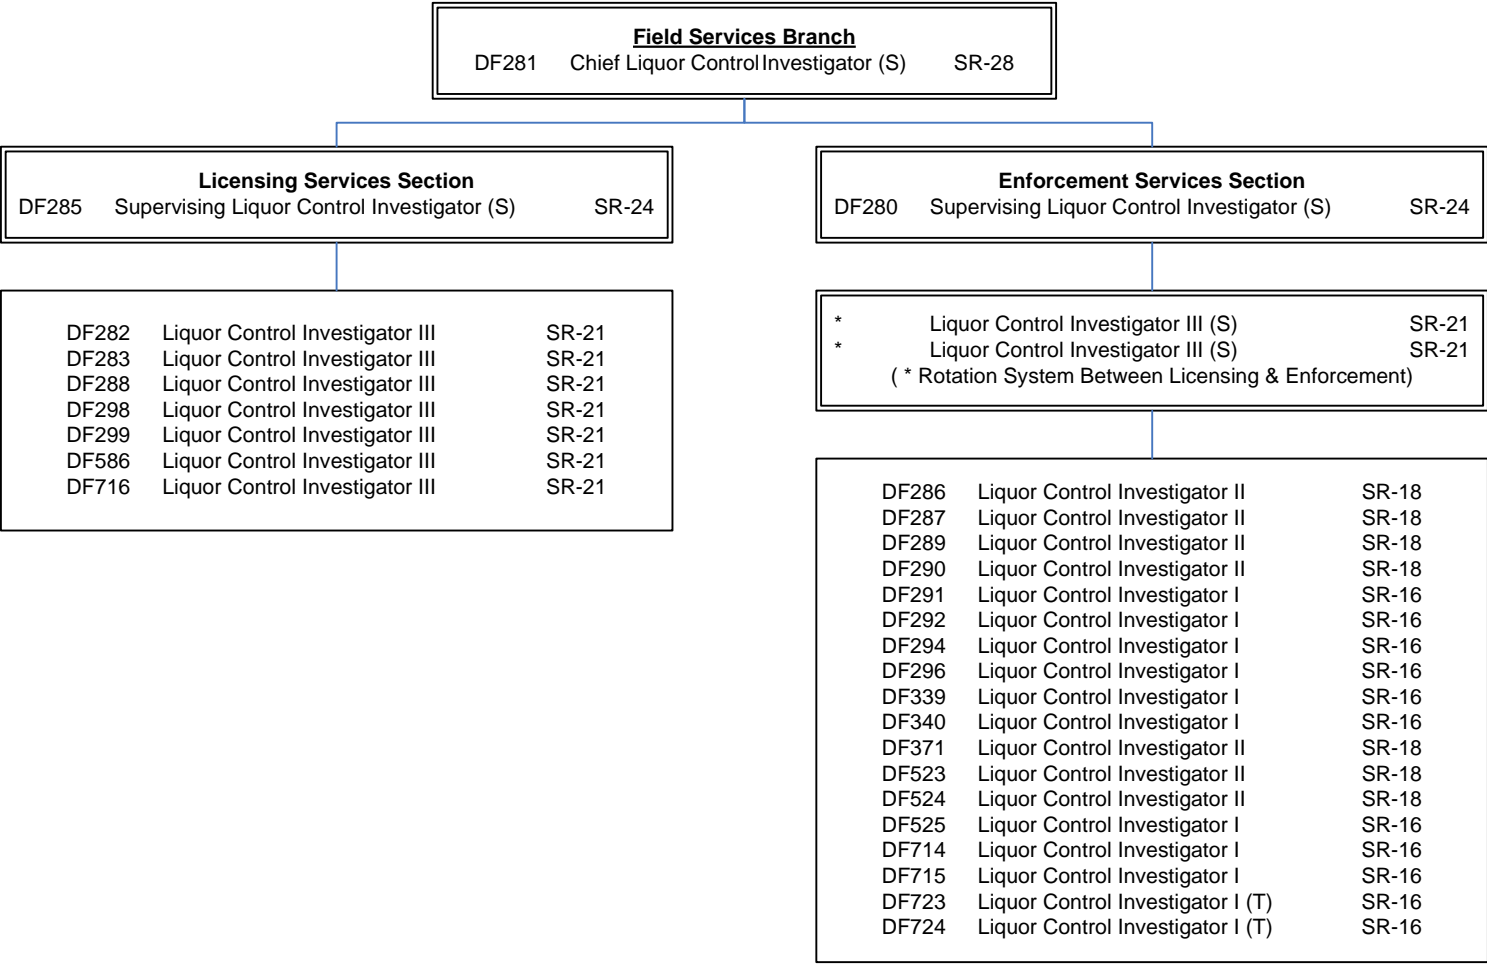 Field Services Branch
DF281 Chief Liquor Control Investigator (S) SR-28
Licensing Services Section
DF285 Supervising Liquor Control Investigator (S) SR-24
DF282 Liquor Control Investigator III SR-21
DF283 Liquor Control Investigator III SR-21
DF288 Liquor Control Investigator III SR-21
DF298 Liquor Control Investigator III SR-21
DF299 Liquor Control Investigator III SR-21
DF586 Liquor Control Investigator III SR-21
DF716 Liquor Control Investigator III SR-21
Enforcement Services Section
DF280 Supervising Liquor Control Investigator (S) SR-24
* Liquor Control Investigator III (S) SR-21
* Liquor Control Investigator III (S) SR-21
( * Rotation System Between Licensing & Enforcement)
DF286 Liquor Control Investigator II SR-18
DF287 Liquor Control Investigator II SR-18
DF289 Liquor Control Investigator II SR-18
DF290 Liquor Control Investigator II SR-18
DF291 Liquor Control Investigator I SR-16
DF292 Liquor Control Investigator I SR-16
DF294 Liquor Control Investigator I SR-16
DF296 Liquor Control Investigator I SR-16
DF339 Liquor Control Investigator I SR-16
DF340 Liquor Control Investigator I SR-16
DF371 Liquor Control Investigator II SR-18
DF523 Liquor Control Investigator II SR-18
DF524 Liquor Control Investigator II SR-18
DF525 Liquor Control Investigator I SR-16
DF714 Liquor Control Investigator I SR-16
DF715 Liquor Control Investigator I SR-16
DF723 Liquor Control Investigator I (T) SR-16
DF724 Liquor Control Investigator I (T) SR-16